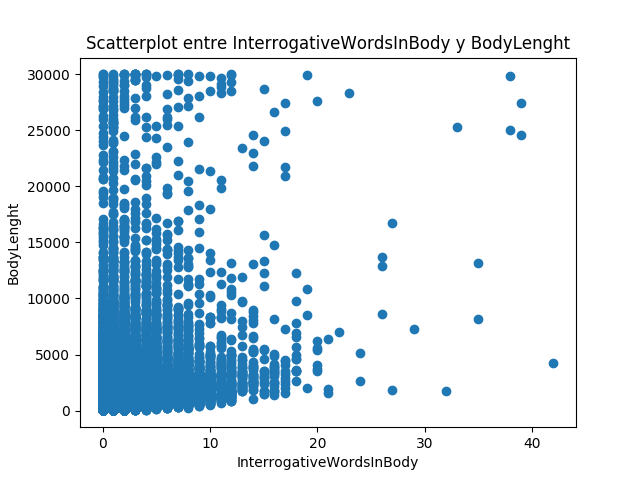 Scatterplot entre InterrogativeWordsInBody y BodyLenght
30000
25000
20000
15000
10000
5000
0
BodyLenght
0 10 20 30 40
InterrogativeWordsInBody